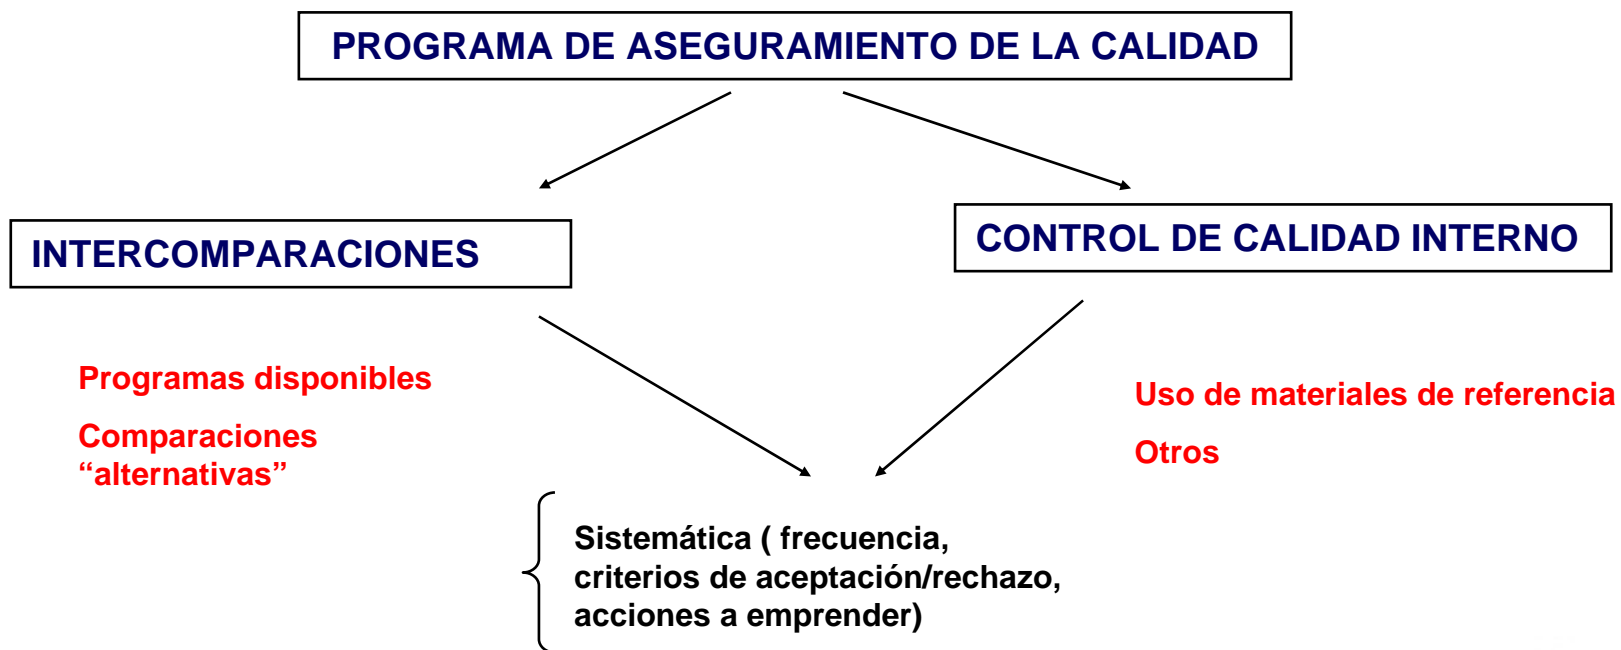 PROGRAMA DE ASEGURAMIENTO DE LA CALIDAD
INTERCOMPARACIONES
CONTROL DE CALIDAD INTERNO
Programas disponibles
Comparaciones
“alternativas”
Uso de materiales de referencia
Otros
Sistemática ( frecuencia,
criterios de aceptación/rechazo,
acciones a emprender)